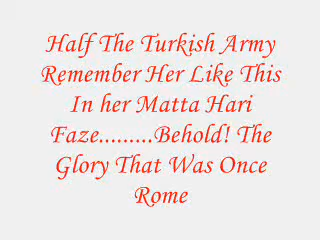 Half The Turkish Army
Remember Her Like This
In her Matta Hari
Faze.........Behold! The
Glory That Was Once
Rome